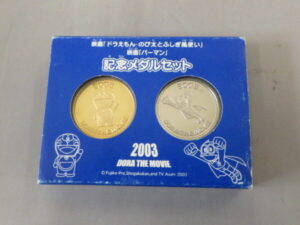 映画「ドラえもん・のび太とふしぎ風使い」
映画「パーマン」
記念メダルセット
2003
2003
2003
DORA THE MOVIE
© Fujiko-Pro,Shogakukan,and TV Asahi 2003